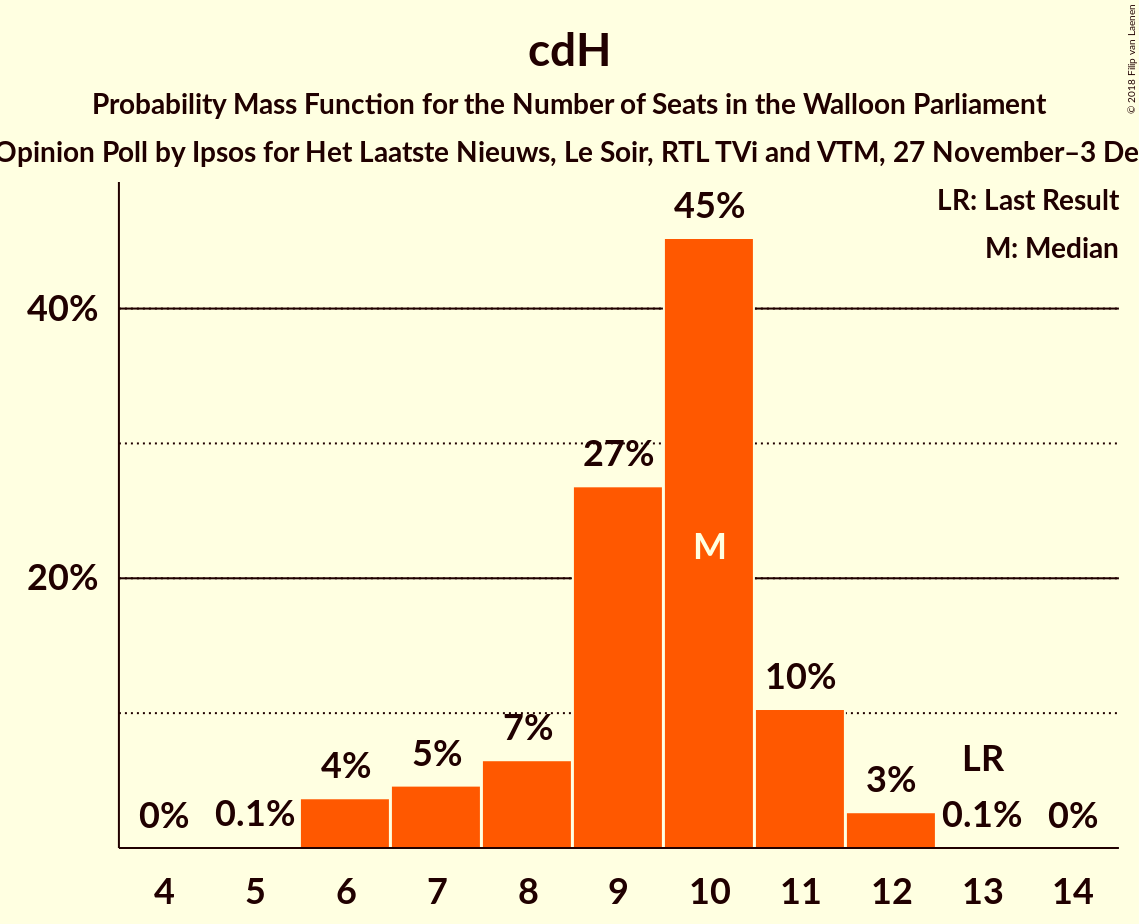 cdH
Probability Mass Function for the Number of Seats in the Walloon Parliament
Opinion Poll by Ipsos for Het Laatste Nieuws, Le Soir, RTL TVi and VTM, 27 November–3 De
© 2018 Filip van Laenen
LR: Last Result
M: Median
40%
20%
0%
0.1%
4%
5%
7%
27%
45%
M
10%
3%
LR
0.1%
0%
4 5 6 7 8 9 10 11 12 13 14